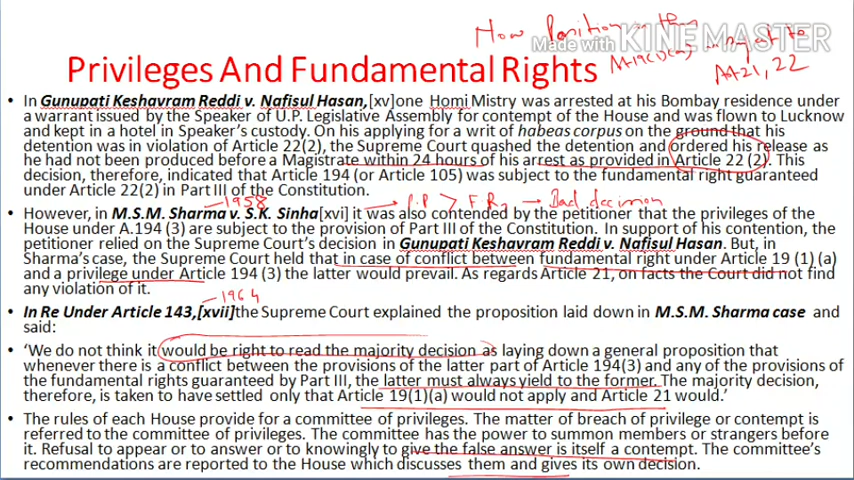 How Position is thr
Made with KINEMASTER
A-19(1)(a) w.r.t. to
AA 21, 22
Privileges And Fundamental Rights
• In Gunupati Keshavram Reddi v. Nafisul Hasan,[xv]one Homi Mistry was arrested at his Bombay residence under
a warrant issued by the Speaker of U.P. Legislative Assembly for contempt of the House and was flown to Lucknow
and kept in a hotel in Speaker's custody. On his applying for a writ of habeas corpus on the ground that his
detention was in violation of Article 22(2), the Supreme Court quashed the detention and ordered his release as
he had not been produced before a Magistrate within 24 hours of his arrest as provided in Article 22 (2). This
decision, therefore, indicated that Article 194 (or Article 105) was subject to the fundamental right guaranteed
under Article 22(2) in Part III of the Constitution.
– 1958 → P.P > F.R, → Bad decision
• However, in M.S.M. Sharma v. S.K. Sinha[xvi] it was also contended by the petitioner that the privileges of the
House under A.194 (3) are subject to the provision of Part III of the Constitution. In support of his contention, the
petitioner relied on the Supreme Court's decision in Gunupati Keshavram Reddi v. Nafisul Hasan. But, in
Sharma's case, the Supreme Court held that in case of conflict between fundamental right under Article 19 (1) (a)
and a privilege under Article 194 (3) the latter would prevail. As regards Article 21, on facts the Court did not find
any violation of it.
– 1964
• In Re Under Article 143,[xvii]the Supreme Court explained the proposition laid down in M.S.M. Sharma case and
said:
• 'We do not think it would be right to read the majority decision as laying down a general proposition that
whenever there is a conflict between the provisions of the latter part of Article 194(3) and any of the provisions of
the fundamental rights guaranteed by Part III, the latter must always yield to the former. The majority decision,
therefore, is taken to have settled only that Article 19(1)(a) would not apply and Article 21 would.'
• The rules of each House provide for a committee of privileges. The matter of breach of privilege or contempt is
referred to the committee of privileges. The committee has the power to summon members or strangers before
it. Refusal to appear or to answer or to knowingly to give the false answer is itself a contempt. The committee's
recommendations are reported to the House which discusses them and gives its own decision.